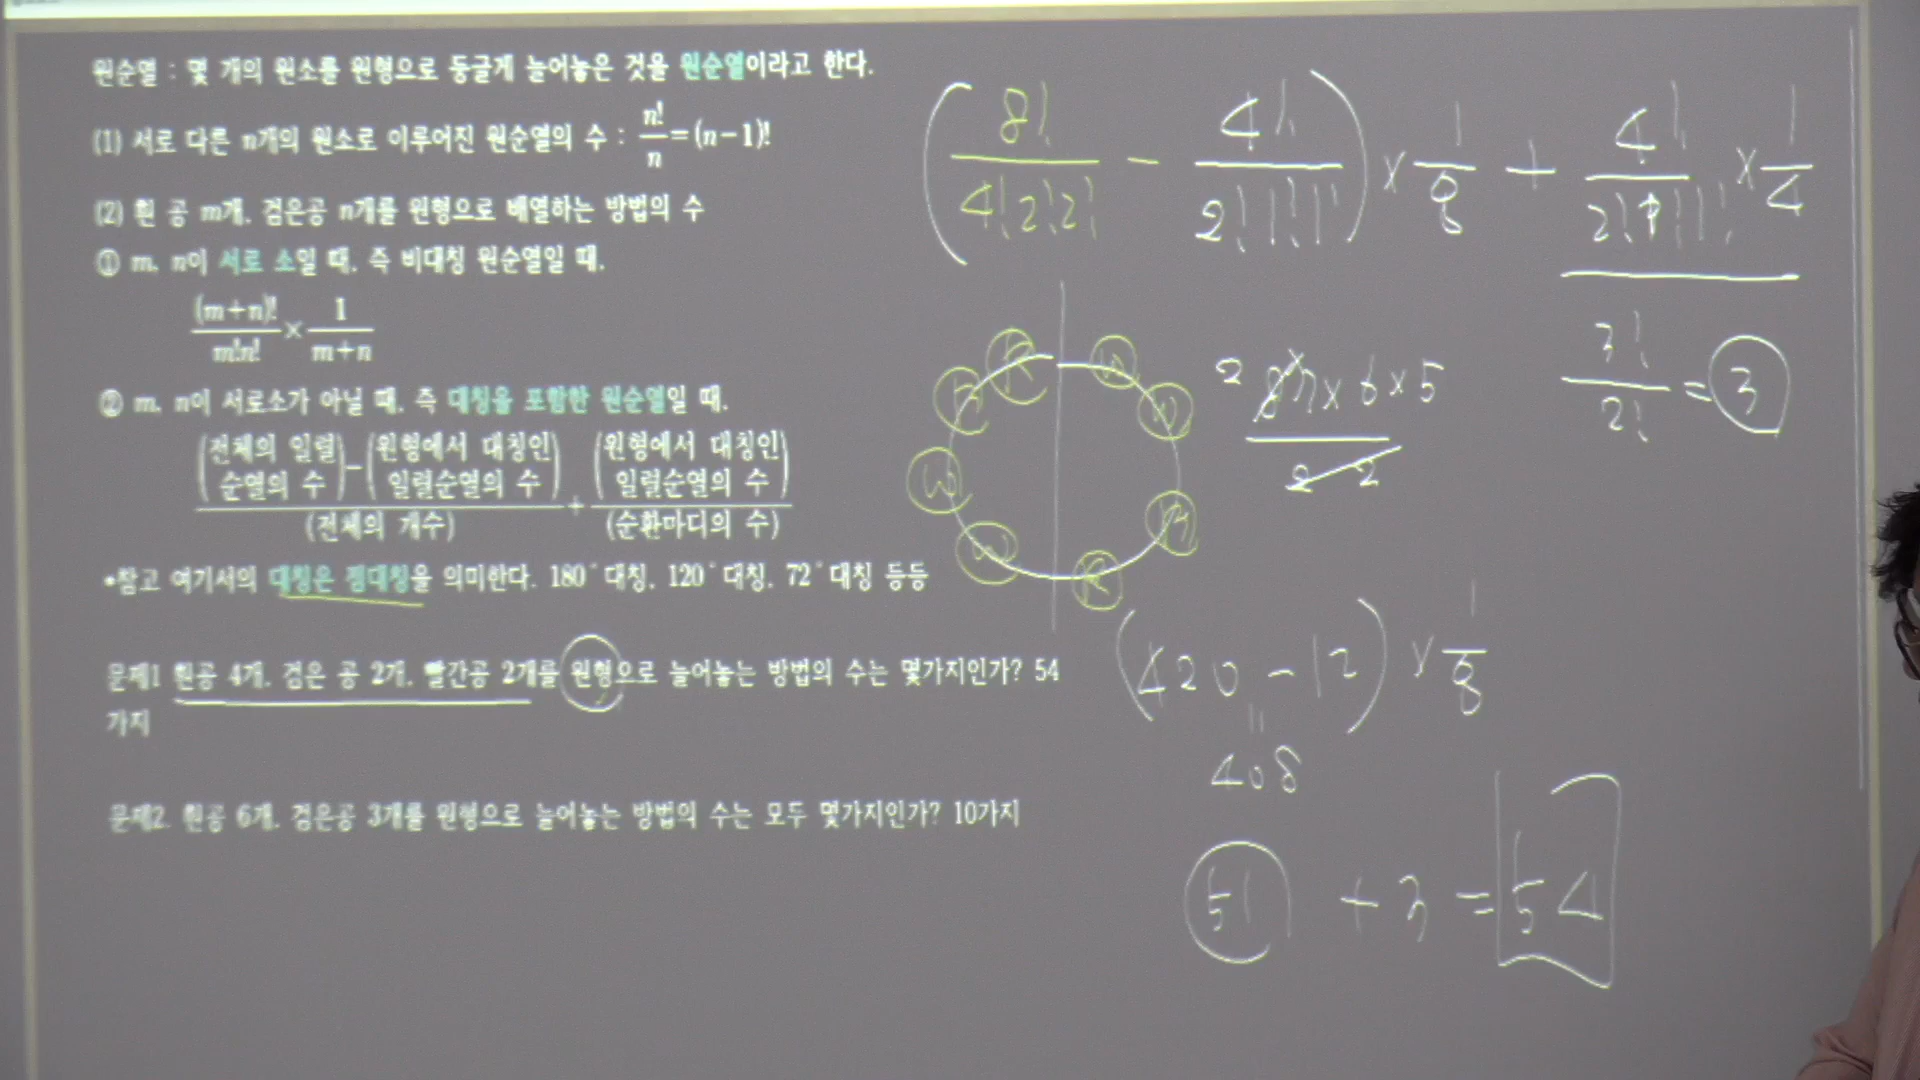 원순열 : 몇 개의 원소를 원형으로 둥글게 늘어놓은 것을 원순열이라고 한다.
(1) 서로 다른 n개의 원소로 이루어진 원순열의 수 : n!/n = (n-1)!
(2) 흰 공 m개, 검은공 n개를 원형으로 배열하는 방법의 수
① m, n이 서로 소일 때, 즉 비대칭 원순열일 때,
(m+n)!/m!n! × 1/m+n
② m, n이 서로소가 아닐 때, 즉 대칭을 포함한 원순열일 때,
(전체의 일렬 순열의 수)-(원형에서 대칭인 일렬순열의 수)/(전체의 개수) + (원형에서 대칭인 일렬순열의 수)/(순환마디의 수)
*참고 여기서의 대칭은 점대칭을 의미한다. 180°대칭, 120°대칭, 72°대칭 등등
문제1 흰공 4개, 검은 공 2개, 빨간공 2개를 원형으로 늘어놓는 방법의 수는 몇가지인가? 54
가지
문제2. 흰공 6개, 검은공 3개를 원형으로 늘어놓는 방법의 수는 모두 몇가지인가? 10가지
(8!/4!2!2! - 4!/2!1!1!) × 1/8 + 4!/2!1!1! × 1/4
3!/2! = 3
2 8×7×6×5
2 2
W
W
R
W
W
R
(420-12) × 1/8
=
408
51 + 3 = 54